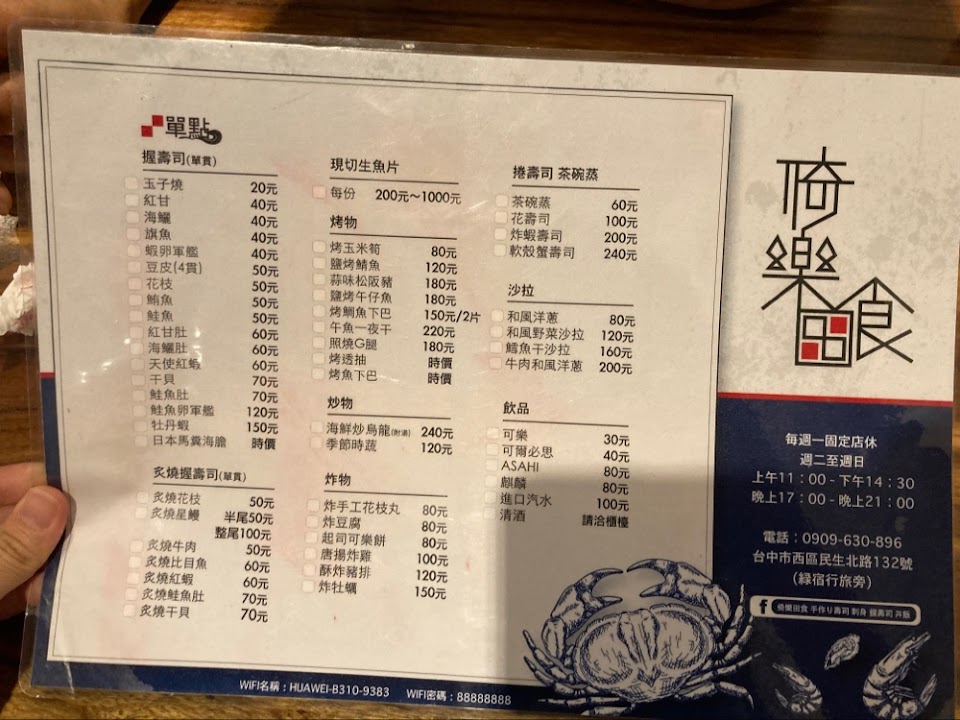 單點
握壽司(單貫)
玉子燒 20元
紅甘 40元
海鱺 40元
旗魚 40元
蝦卵軍艦 40元
豆皮(4貫) 50元
花枝 50元
鮪魚 50元
鮭魚 50元
紅甘肚 60元
海鱺肚 60元
天使紅蝦 60元
干貝 70元
鮭魚肚 70元
鮭魚卵軍艦 120元
牡丹蝦 150元
日本馬糞海膽 時價
炙燒握壽司(單貫)
炙燒花枝 50元
炙燒星鰻 半尾50元
整尾100元
炙燒牛肉 50元
炙燒比目魚 60元
炙燒紅蝦 60元
炙燒鮭魚肚 70元
炙燒干貝 70元
現切生魚片
每份 200元~1000元
烤物
烤玉米筍 80元
鹽烤鯖魚 120元
蒜味松阪豬 180元
鹽烤午仔魚 180元
烤鯛魚下巴 150元/2片
午魚一夜干 220元
照燒G腿 180元
烤透抽 時價
烤魚下巴 時價
炒物
海鮮炒烏龍(附湯) 240元
季節時蔬 120元
炸物
炸手工花枝丸 80元
炸豆腐 80元
起司可樂餅 80元
唐揚炸雞 100元
酥炸豬排 120元
炸牡蠣 150元
捲壽司 茶碗蒸
茶碗蒸 60元
花壽司 100元
炸蝦壽司 200元
軟殼蟹壽司 240元
沙拉
和風洋蔥 80元
和風野菜沙拉 120元
鱈魚干沙拉 160元
牛肉和風洋蔥 200元
飲品
可樂 30元
可爾必思 40元
ASAHI 80元
麒麟 80元
進口汽水 100元
清酒 請洽櫃檯
倚樂田食
每週一固定店休
週二至週日
上午11：00 - 下午14：30
晚上17：00 - 晚上21：00
電話：0909-630-896
台中市西區民生北路132號
(綠宿行旅旁)
f 倚樂田食 手作り壽司 刺身 握壽司 丼飯
WIFI名稱：HUAWEI-B310-9383 WIFI密碼：88888888